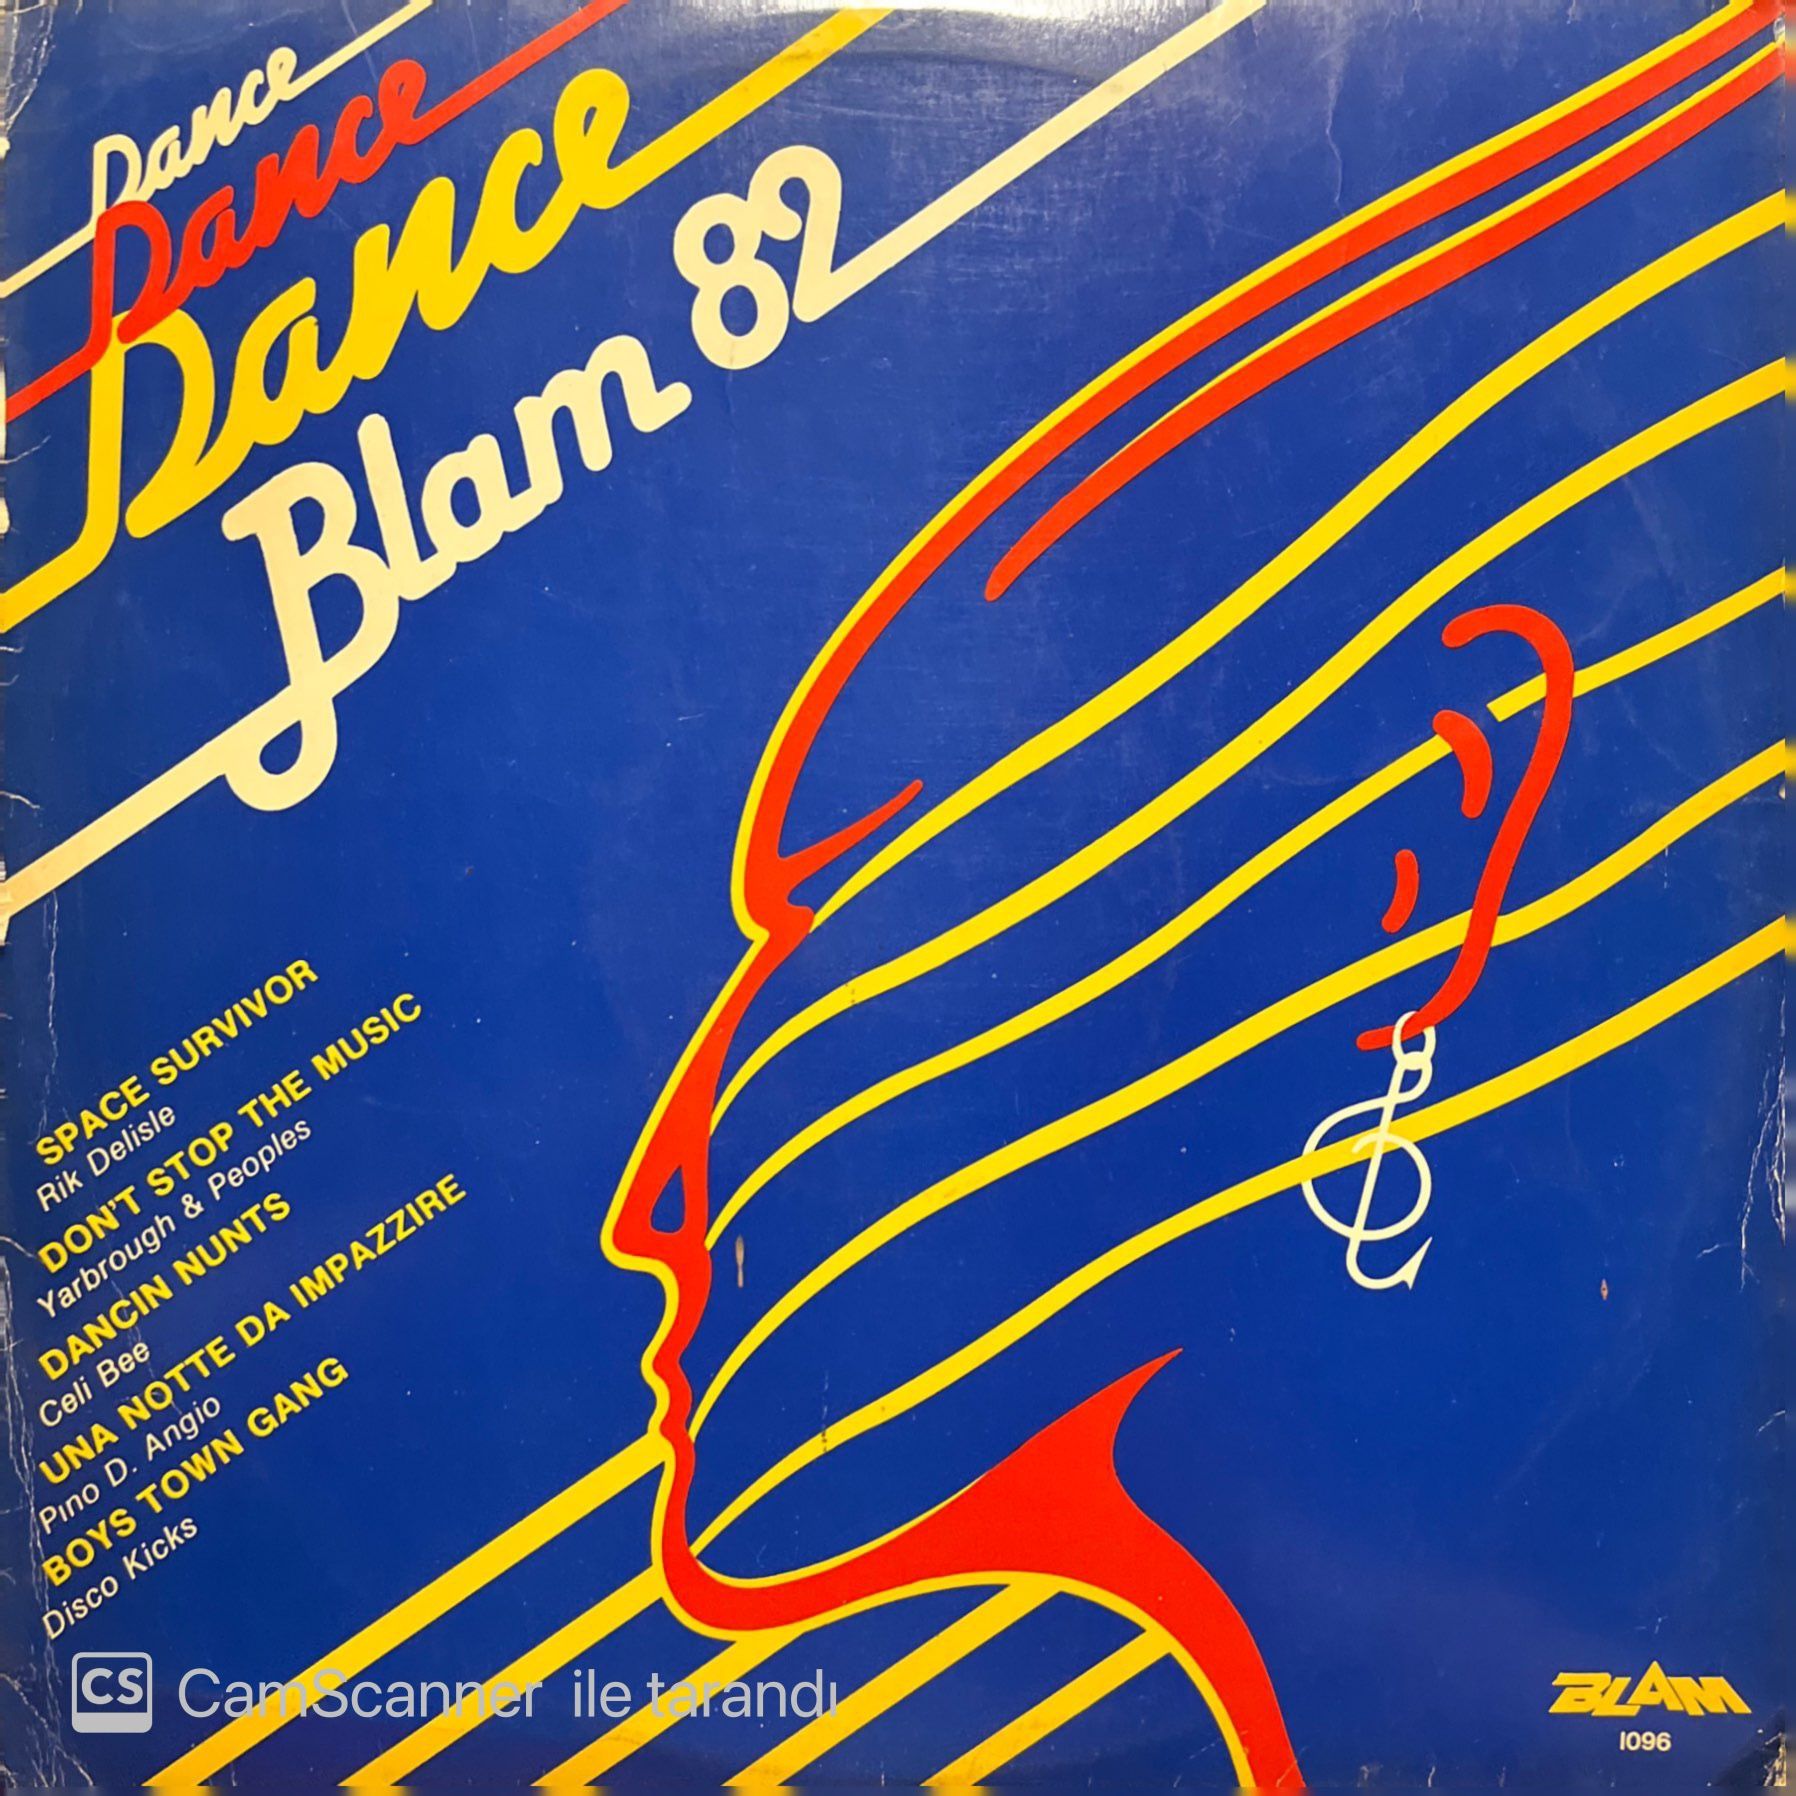 Dance
Dance
Dance
Blam 82
SPACE SURVIVOR
Rik Delisle
DON'T STOP THE MUSIC
Yarbrough & Peoples
DANCIN NUNTS
Celi Bee
UNA NOTTE DA IMPAZZIRE
Pino D. Angio
BOYS TOWN GANG
Disco Kicks
CS CamScanner ile tarandı
BLAM
1096